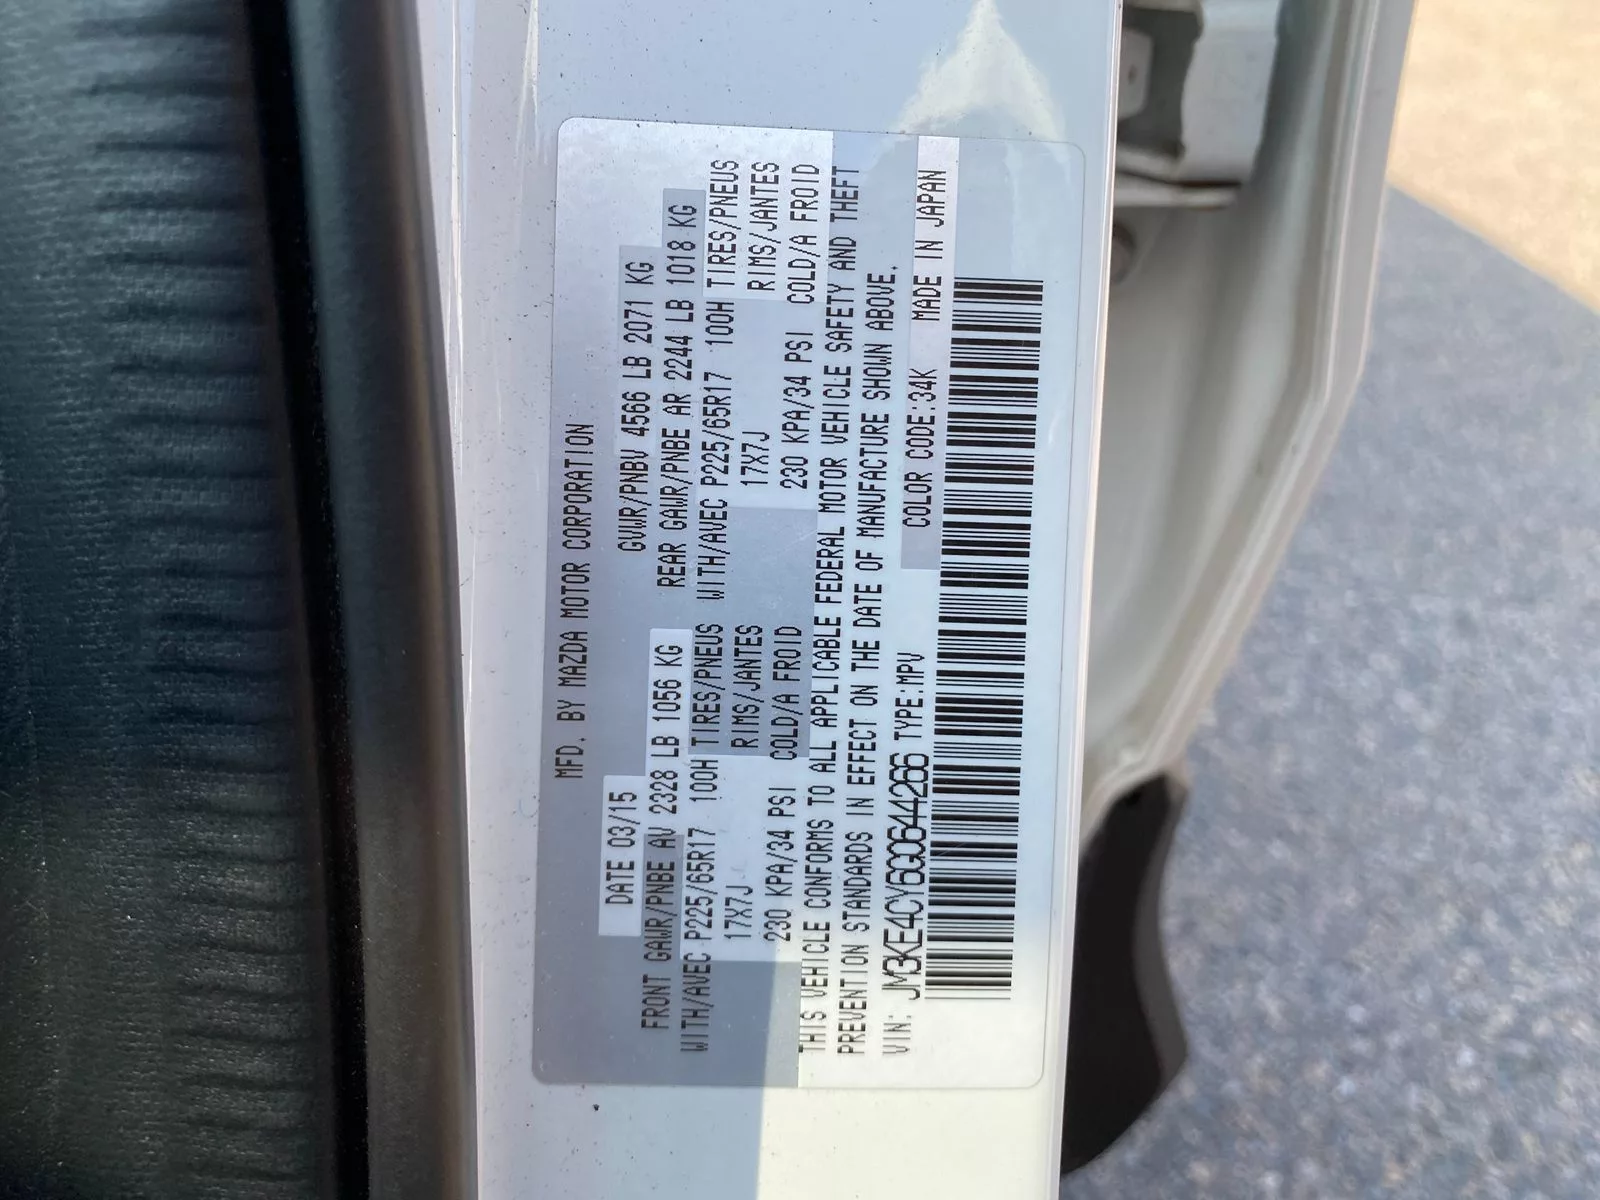 MFD. BY MAZDA MOTOR CORPORATION
DATE 03/15 GVWR/PNBV 4566 LB 2071 KG
FRONT GAWR/PNBE AV 2328 LB 1056 KG REAR GAWR/PNBE AR 2244 LB 1018 KG
WITH/AVEC P225/65R17 100H TIRES/PNEUS WITH/AVEC P225/65R17 100H TIRES/PNEUS
17X7J RIMS/JANTES 17X7J RIMS/JANTES
230 KPA/34 PSI COLD/A FROID 230 KPA/34 PSI COLD/A FROID
THIS VEHICLE CONFORMS TO ALL APPLICABLE FEDERAL MOTOR VEHICLE SAFETY AND THEFT
PREVENTION STANDARDS IN EFFECT ON THE DATE OF MANUFACTURE SHOWN ABOVE.
VIN: JM3KE4CY6G0644266 TYPE:MPV COLOR CODE:34K MADE IN JAPAN